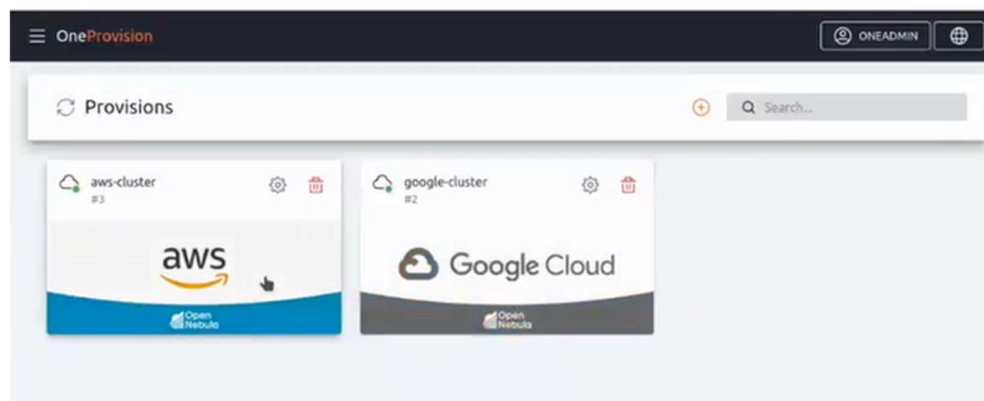 OneProvision
ONEADMIN
Provisions
Search...
aws-cluster
#3
google-cluster
#2
aws
Google Cloud
Open
Nebula
Open
Nebula